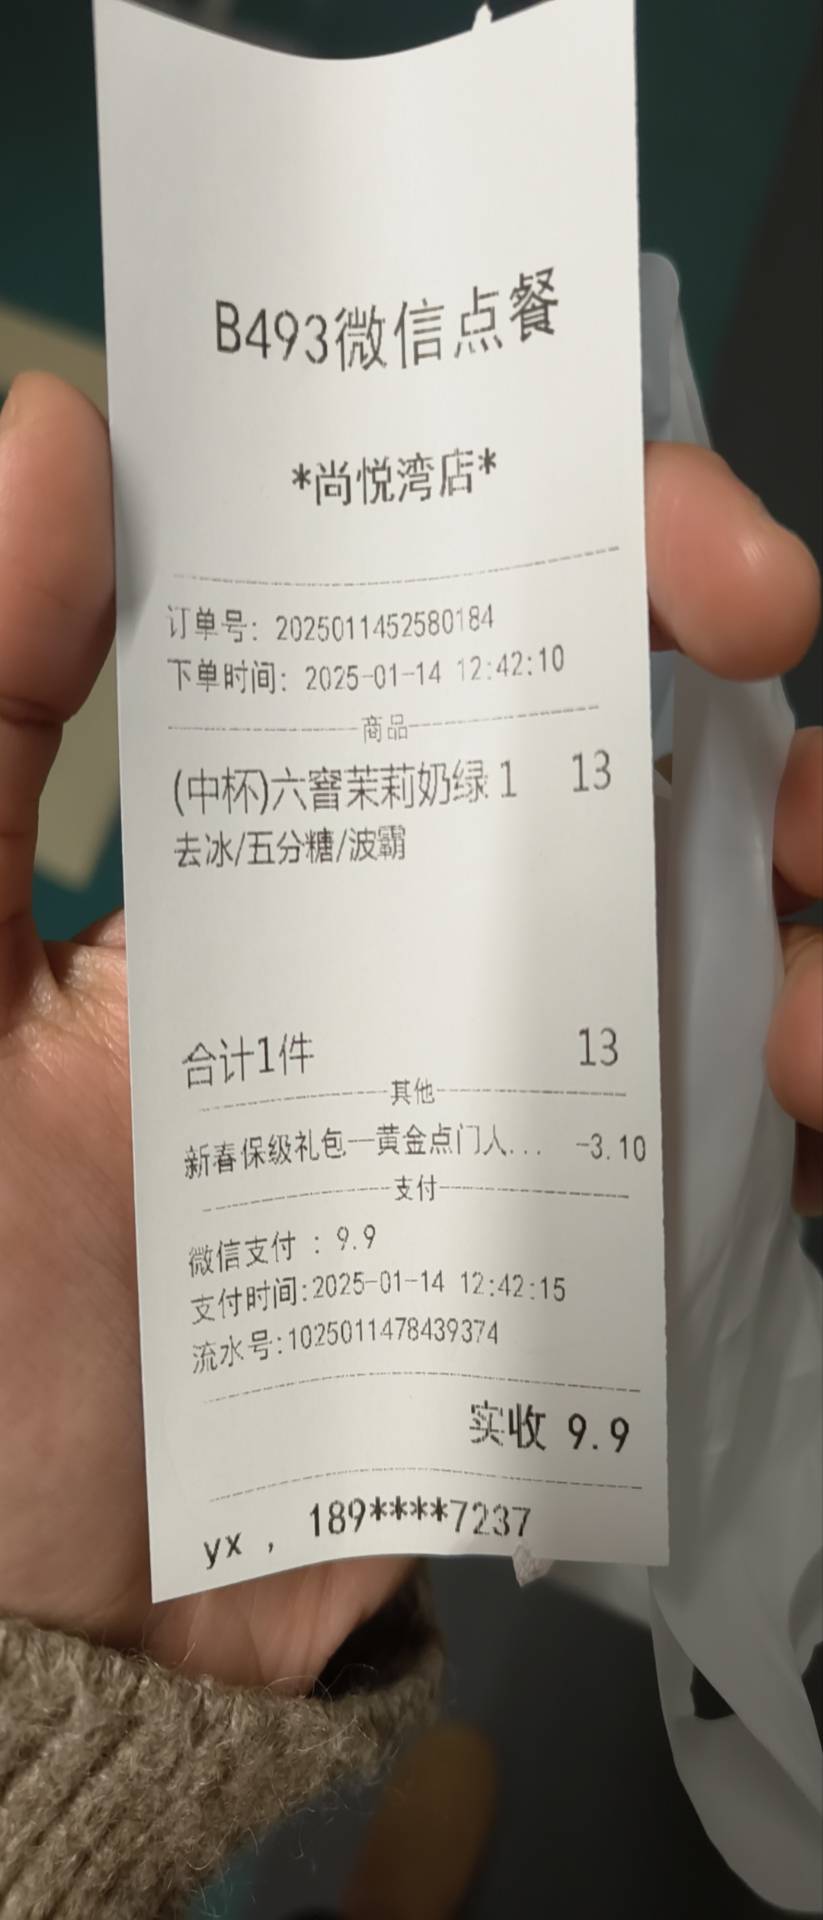 B493微信点餐
*尚悦湾店*
订单号: 2025011452580184
下单时间: 2025-01-14 12:42:10
商品
(中杯)六窨茉莉奶绿 1 13
去冰/五分糖/波霸
合计1件 13
其他
新春保级礼包—黄金点门人... -3.10
支付
微信支付 : 9.9
支付时间:2025-01-14 12:42:15
流水号:1025011478439374
实收 9.9
yx , 189****7237